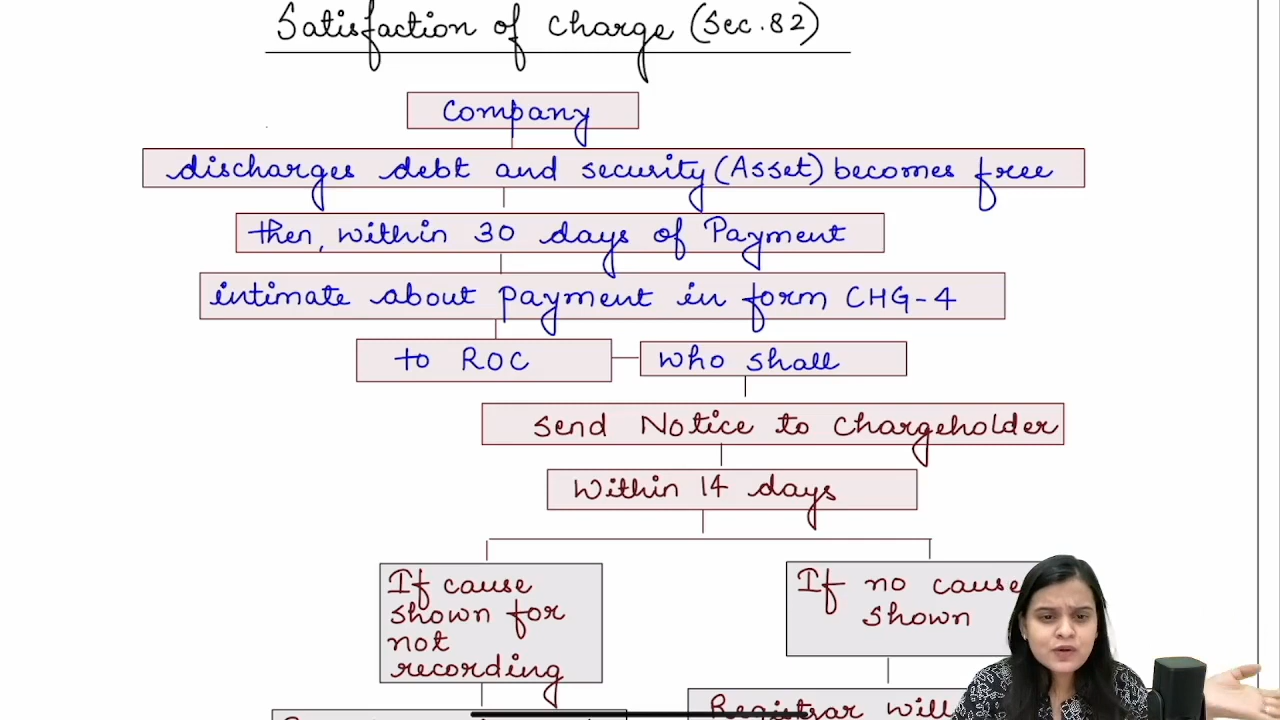 Satisfaction of charge (Sec.82)
Company
discharges debt and security (Asset) becomes free
then, within 30 days of Payment
intimate about payment in form CHG-4
to ROC
who shall
Send Notice to Chargeholder
Within 14 days
If cause
shown for
not
recording
If no cause
shown
Registrar will